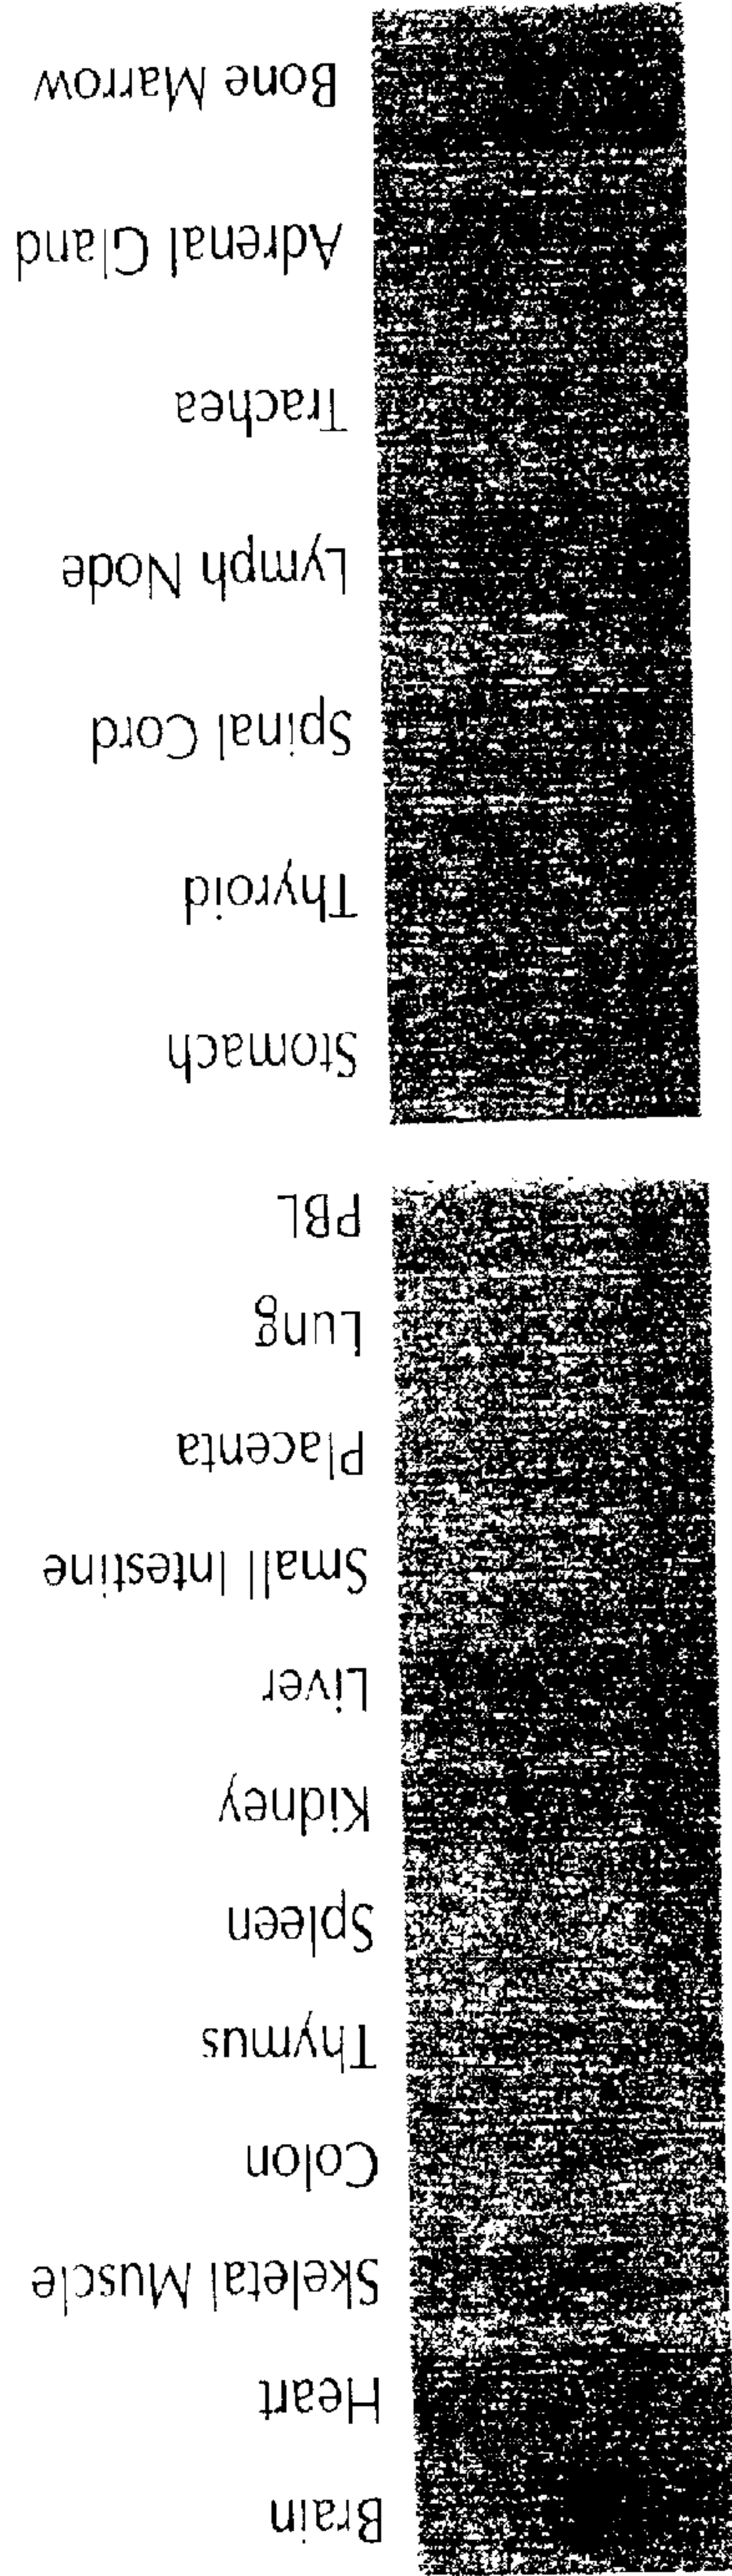 Brain
Heart
Skeletal Muscle
Colon
Thymus
Spleen
Kidney
Liver
Small Intestine
Placenta
Lung
PBL
Stomach
Thyroid
Spinal Cord
Lymph Node
Trachea
Adrenal Gland
Bone Marrow